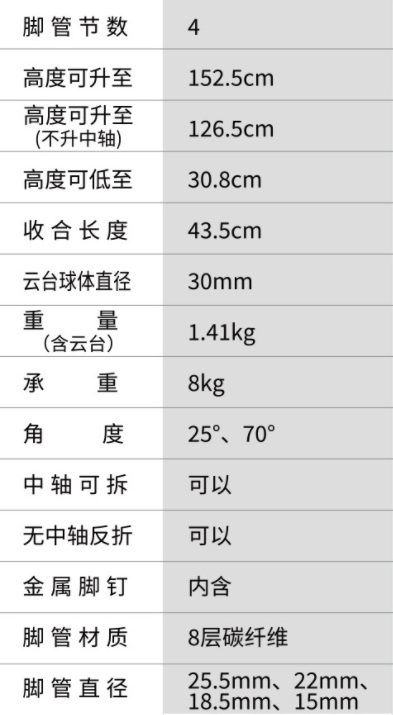 脚管节数 4
高度可升至 152.5cm
高度可升至
(不升中轴) 126.5cm
高度可低至 30.8cm
收合长度 43.5cm
云台球体直径 30mm
重量
（含云台） 1.41kg
承重 8kg
角度 25°、70°
中轴可拆 可以
无中轴反折 可以
金属脚钉 内含
脚管材质 8层碳纤维
脚管直径 25.5mm、22mm、
18.5mm、15mm